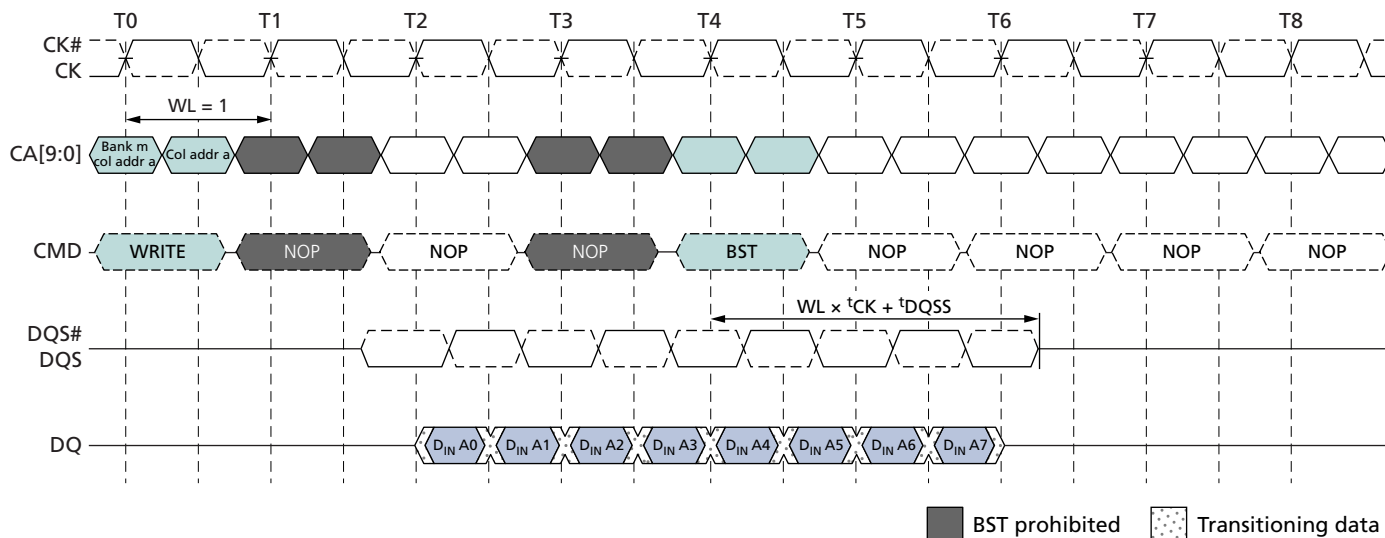 T0 T1 T2 T3 T4 T5 T6 T7 T8
CK#
CK
WL = 1
CA[9:0] Bank m col addr a Col addr a
CMD WRITE NOP NOP NOP BST NOP NOP NOP NOP
WL × tCK + tDQSS
DQS#
DQS
DQ DIN A0 DIN A1 DIN A2 DIN A3 DIN A4 DIN A5 DIN A6 DIN A7
BST prohibited Transitioning data